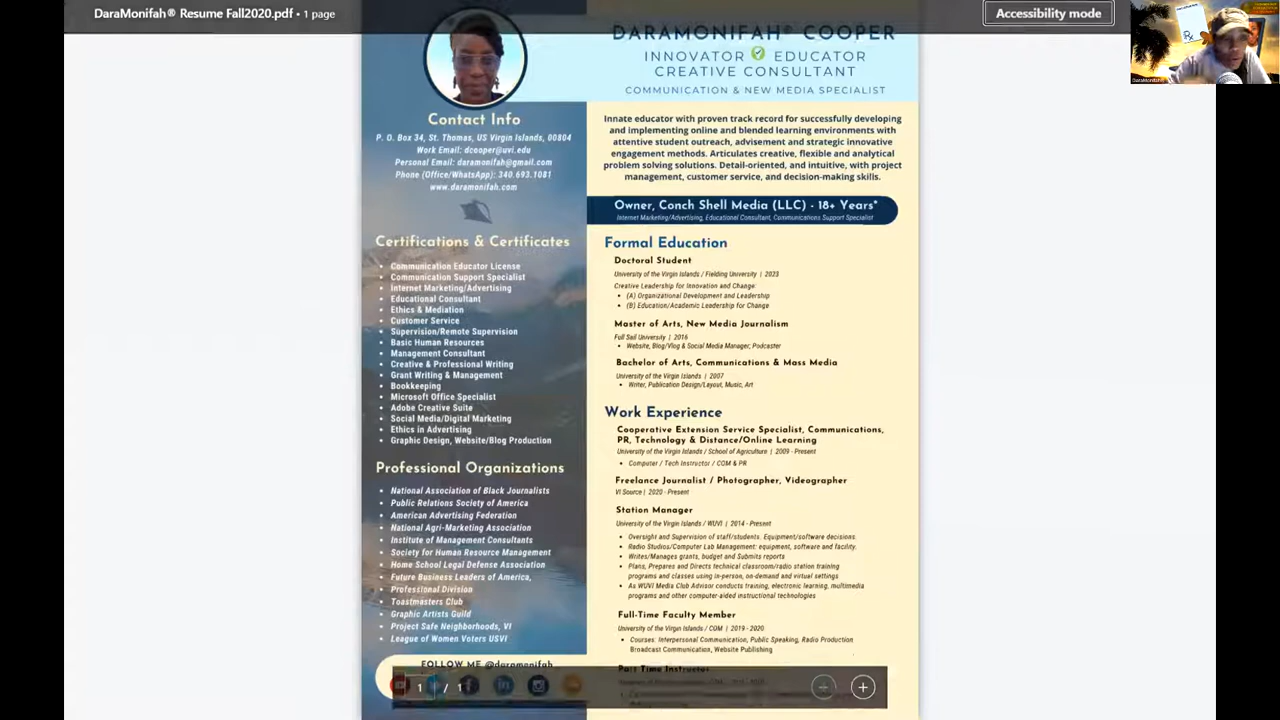 DaraMonifah® Resume Fall2020.pdf • 1 page
Accessibility mode
DARAMONIFAH® COOPER
INNOVATOR EDUCATOR
CREATIVE CONSULTANT
COMMUNICATION & NEW MEDIA SPECIALIST
Contact Info
P. O. Box 34, St. Thomas, US Virgin Islands, 00804
Work Email: dcooper@uvi.edu
Personal Email: daramonifah@gmail.com
Phone (Office/WhatsApp): 340.693.1081
www.daramonifah.com
Certifications & Certificates
• Communication Educator License
• Communication Support Specialist
• Internet Marketing/Advertising
• Educational Consultant
• Ethics & Mediation
• Customer Service
• Supervision/Remote Supervision
• Basic Human Resources
• Management Consultant
• Creative & Professional Writing
• Grant Writing & Management
• Bookkeeping
• Microsoft Office Specialist
• Adobe Creative Suite
• Social Media/Digital Marketing
• Ethics in Advertising
• Graphic Design, Website/Blog Production
Professional Organizations
• National Association of Black Journalists
• Public Relations Society of America
• American Advertising Federation
• National Agri-Marketing Association
• Institute of Management Consultants
• Society for Human Resource Management
• Home School Legal Defense Association
• Future Business Leaders of America,
• Professional Division
• Toastmasters Club
• Graphic Artists Guild
• Project Safe Neighborhoods, VI
• League of Women Voters USVI
FOLLOW ME @daramonifah
Innate educator with proven track record for successfully developing
and implementing online and blended learning environments with
attentive student outreach, advisement and strategic innovative
engagement methods. Articulates creative, flexible and analytical
problem solving solutions. Detail-oriented, and intuitive, with project
management, customer service, and decision-making skills.
Owner, Conch Shell Media (LLC) - 18+ Years*
Internet Marketing/Advertising, Educational Consultant, Communications Support Specialist
Formal Education
Doctoral Student
University of the Virgin Islands / Fielding University | 2023
Creative Leadership for Innovation and Change:
• (A) Organizational Development and Leadership
• (B) Education/Academic Leadership for Change
Master of Arts, New Media Journalism
Full Sail University | 2016
• Website, Blog/Vlog & Social Media Manager, Podcaster
Bachelor of Arts, Communications & Mass Media
University of the Virgin Islands | 2007
• Writer, Publication Design/Layout, Music, Art
Work Experience
Cooperative Extension Service Specialist, Communications,
PR, Technology & Distance/Online Learning
University of the Virgin Islands / School of Agriculture | 2009 - Present
• Computer / Tech Instructor / COM & PR
Freelance Journalist / Photographer, Videographer
VI Source | 2020 - Present
Station Manager
University of the Virgin Islands / WUVI | 2014 - Present
• Oversight and Supervision of staff/students. Equipment/software decisions.
• Radio Studios/Computer Lab Management: equipment, software and facility.
• Writes/Manages grants, budget and Submits reports
• Plans, Prepares and Directs technical classroom/radio station training
programs and classes using in-person, on-demand and virtual settings
• As WUVI Media Club Advisor conducts training, electronic learning, multimedia
programs and other computer-aided instructional technologies
Full-Time Faculty Member
University of the Virgin Islands / COM | 2019 - 2020
• Courses: Interpersonal Communication, Public Speaking, Radio Production
Broadcast Communication, Website Publishing
Part Time Instructor
1 / 1